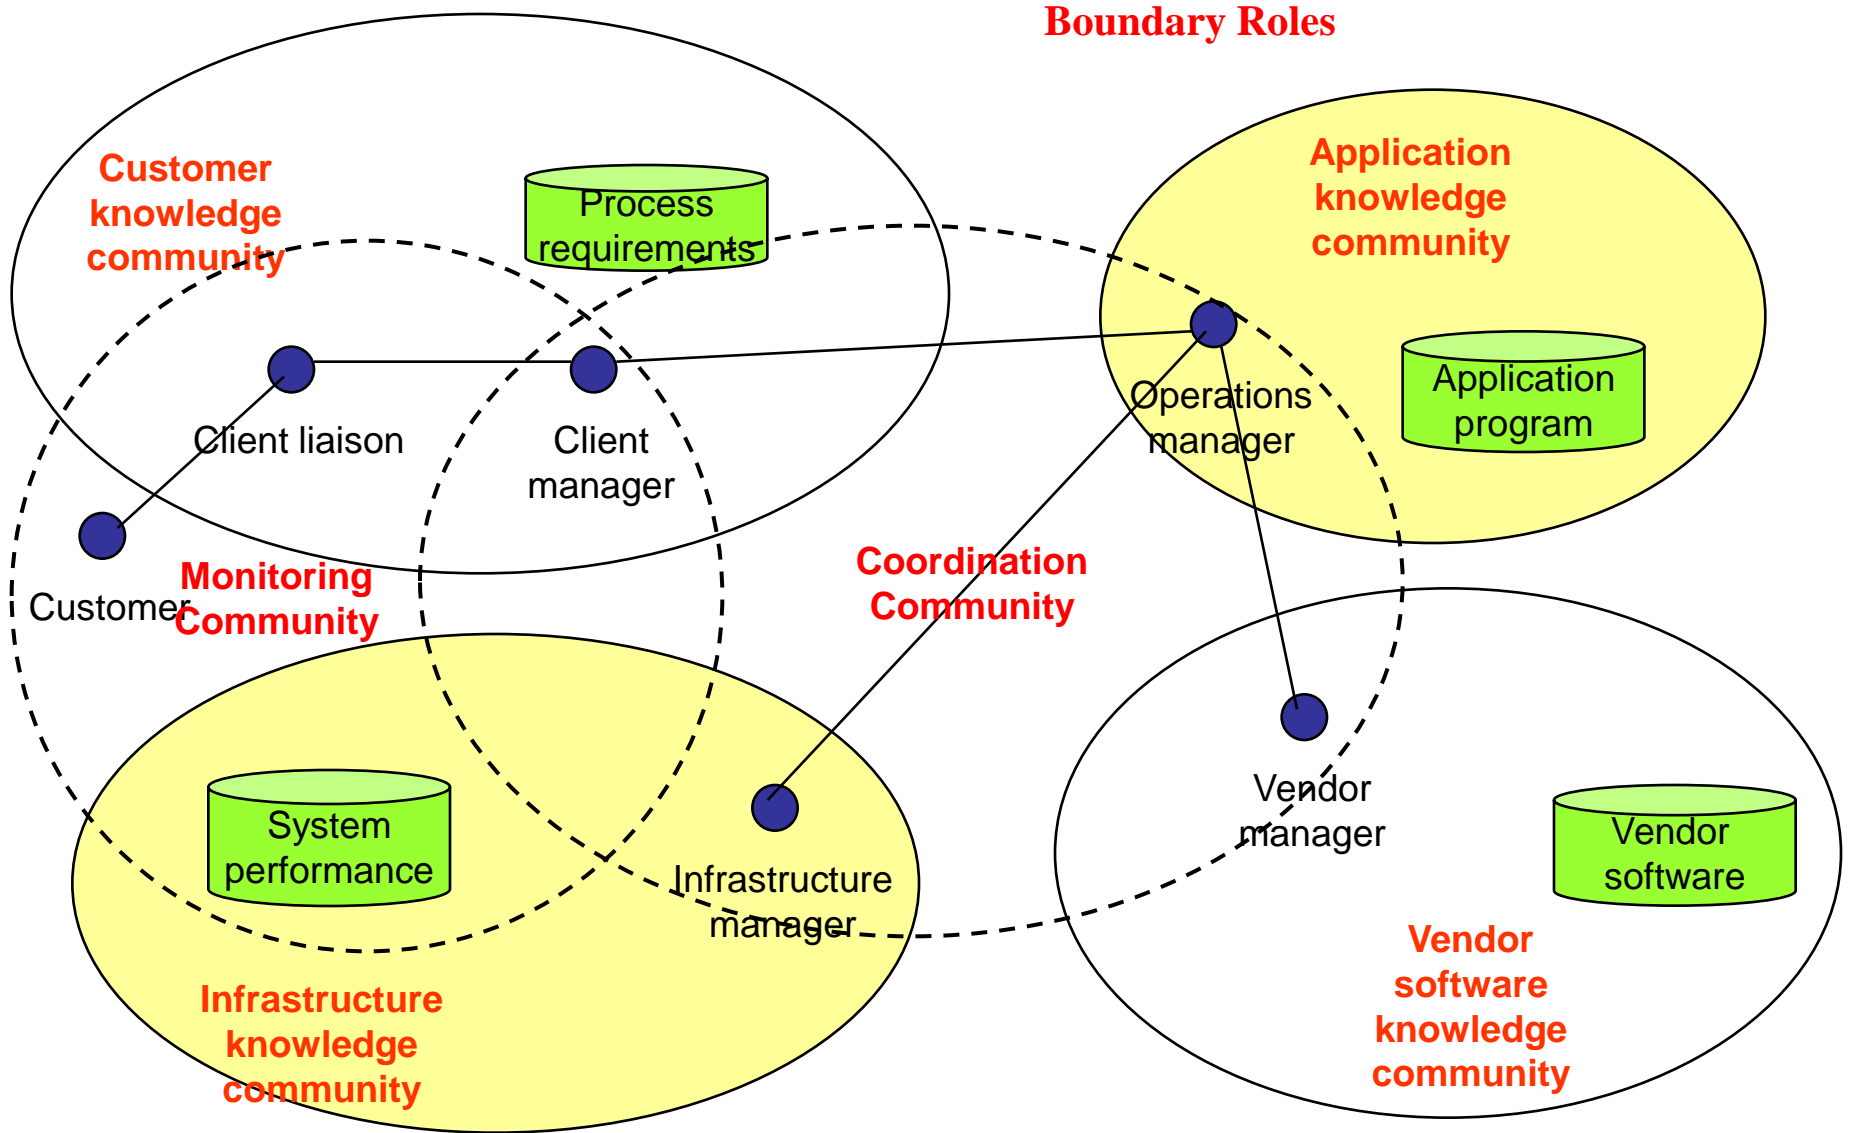 Boundary Roles
Customer
knowledge
community
Process
requirements
Application
knowledge
community
Client liaison
Client
manager
Operations
manager
Application
program
Customer
Monitoring
Community
Coordination
Community
System
performance
Infrastructure
manager
Vendor
manager
Vendor
software
Infrastructure
knowledge
community
Vendor
software
knowledge
community